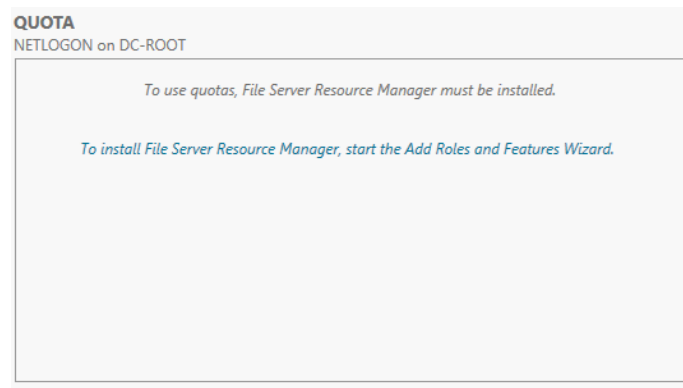 QUOTA
NETLOGON on DC-ROOT
To use quotas, File Server Resource Manager must be installed.
To install File Server Resource Manager, start the Add Roles and Features Wizard.